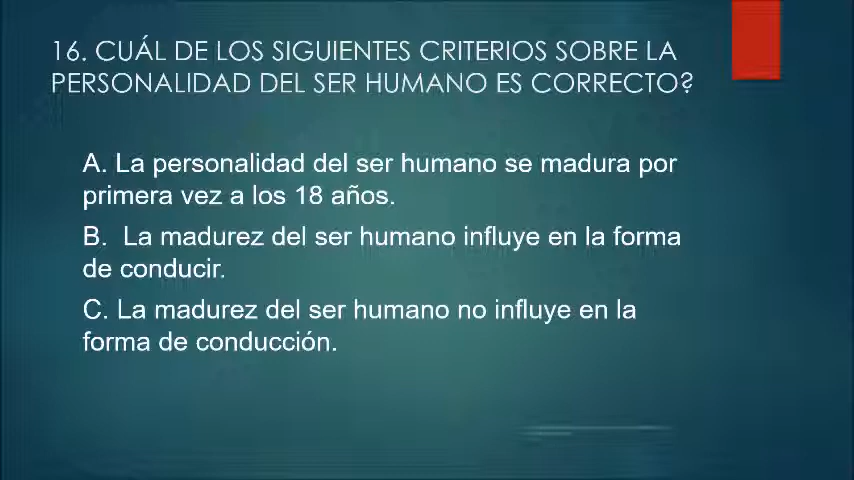 16. CUÁL DE LOS SIGUIENTES CRITERIOS SOBRE LA
PERSONALIDAD DEL SER HUMANO ES CORRECTO?
A. La personalidad del ser humano se madura por
primera vez a los 18 años.
B.  La madurez del ser humano influye en la forma
de conducir.
C. La madurez del ser humano no influye en la
forma de conducción.